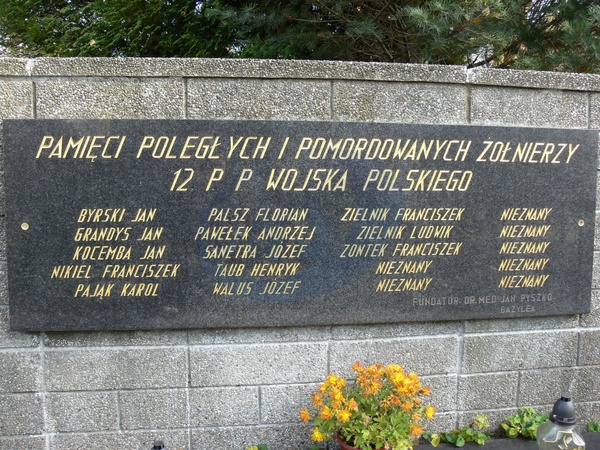 PAMIĘCI POLEGŁYCH I POMORDOWANYCH ŻOŁNIERZY
12 P P WOJSKA POLSKIEGO
BYRSKI JAN PALSZ FLORIAN ZIELNIK FRANCISZEK NIEZNANY
GRANDYS JAN PAWEŁEK ANDRZEJ ZIELNIK LUDWIK NIEZNANY
KOCEMBA JAN SANETRA JÓZEF ZONTEK FRANCISZEK NIEZNANY
NIKIEL FRANCISZEK TAUB HENRYK NIEZNANY NIEZNANY
PAJĄK KAROL WALUS JÓZEF NIEZNANY NIEZNANY
FUNDATOR: DR. MED. JAN PYSZKO
BAZYLEA